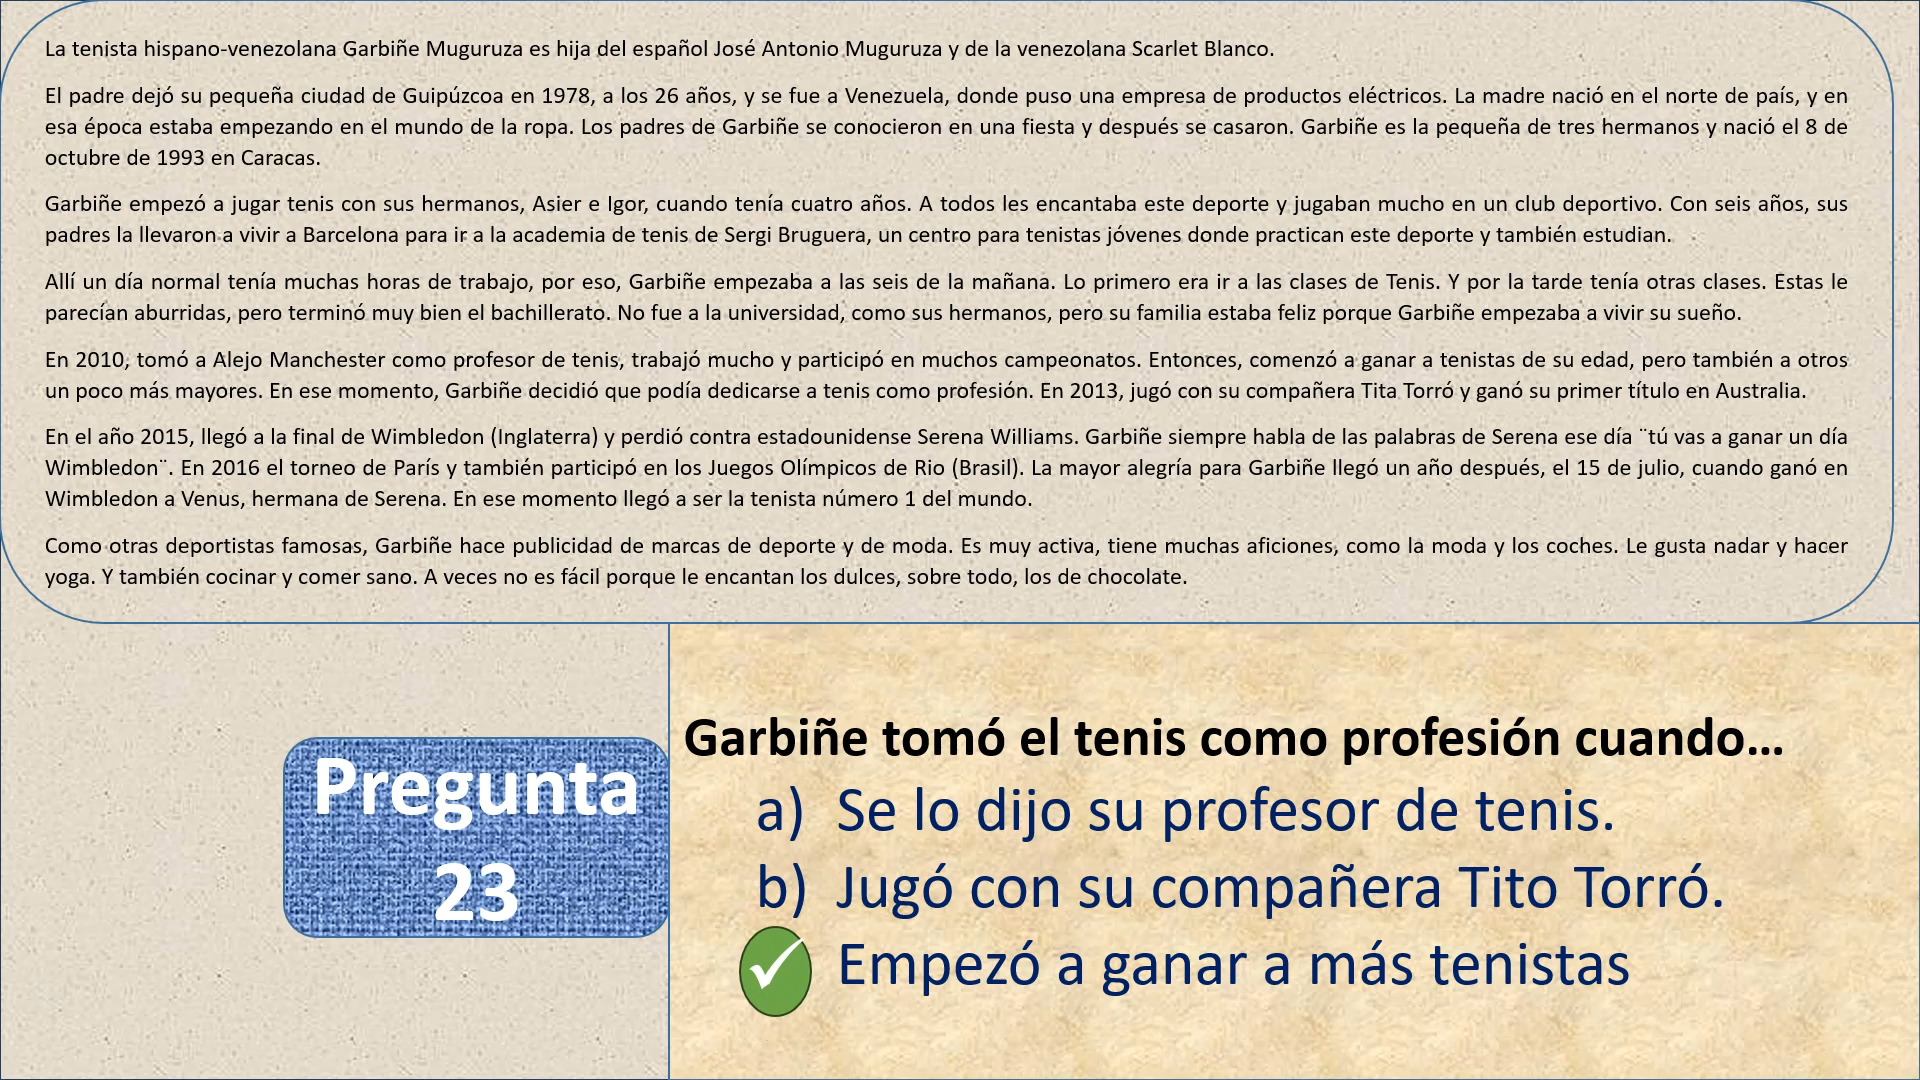 La tenista hispano-venezolana Garbiñe Muguruza es hija del español José Antonio Muguruza y de la venezolana Scarlet Blanco.
El padre dejó su pequeña ciudad de Guipúzcoa en 1978, a los 26 años, y se fue a Venezuela, donde puso una empresa de productos eléctricos. La madre nació en el norte de país, y en
esa época estaba empezando en el mundo de la ropa. Los padres de Garbiñe se conocieron en una fiesta y después se casaron. Garbiñe es la pequeña de tres hermanos y nació el 8 de
octubre de 1993 en Caracas.
Garbiñe empezó a jugar tenis con sus hermanos, Asier e Igor, cuando tenía cuatro años. A todos les encantaba este deporte y jugaban mucho en un club deportivo. Con seis años, sus
padres la llevaron a vivir a Barcelona para ir a la academia de tenis de Sergi Bruguera, un centro para tenistas jóvenes donde practican este deporte y también estudian.
Allí un día normal tenía muchas horas de trabajo, por eso, Garbiñe empezaba a las seis de la mañana. Lo primero era ir a las clases de Tenis. Y por la tarde tenía otras clases. Estas le
parecían aburridas, pero terminó muy bien el bachillerato. No fue a la universidad, como sus hermanos, pero su familia estaba feliz porque Garbiñe empezaba a vivir su sueño.
En 2010, tomó a Alejo Manchester como profesor de tenis, trabajó mucho y participó en muchos campeonatos. Entonces, comenzó a ganar a tenistas de su edad, pero también a otros
un poco más mayores. En ese momento, Garbiñe decidió que podía dedicarse a tenis como profesión. En 2013, jugó con su compañera Tita Torró y ganó su primer título en Australia.
En el año 2015, llegó a la final de Wimbledon (Inglaterra) y perdió contra estadounidense Serena Williams. Garbiñe siempre habla de las palabras de Serena ese día ¨tú vas a ganar un día
Wimbledon¨. En 2016 el torneo de París y también participó en los Juegos Olímpicos de Rio (Brasil). La mayor alegría para Garbiñe llegó un año después, el 15 de julio, cuando ganó en
Wimbledon a Venus, hermana de Serena. En ese momento llegó a ser la tenista número 1 del mundo.
Como otras deportistas famosas, Garbiñe hace publicidad de marcas de deporte y de moda. Es muy activa, tiene muchas aficiones, como la moda y los coches. Le gusta nadar y hacer
yoga. Y también cocinar y comer sano. A veces no es fácil porque le encantan los dulces, sobre todo, los de chocolate.
Pregunta
23
Garbiñe tomó el tenis como profesión cuando…
a) Se lo dijo su profesor de tenis.
b) Jugó con su compañera Tito Torró.
Empezó a ganar a más tenistas